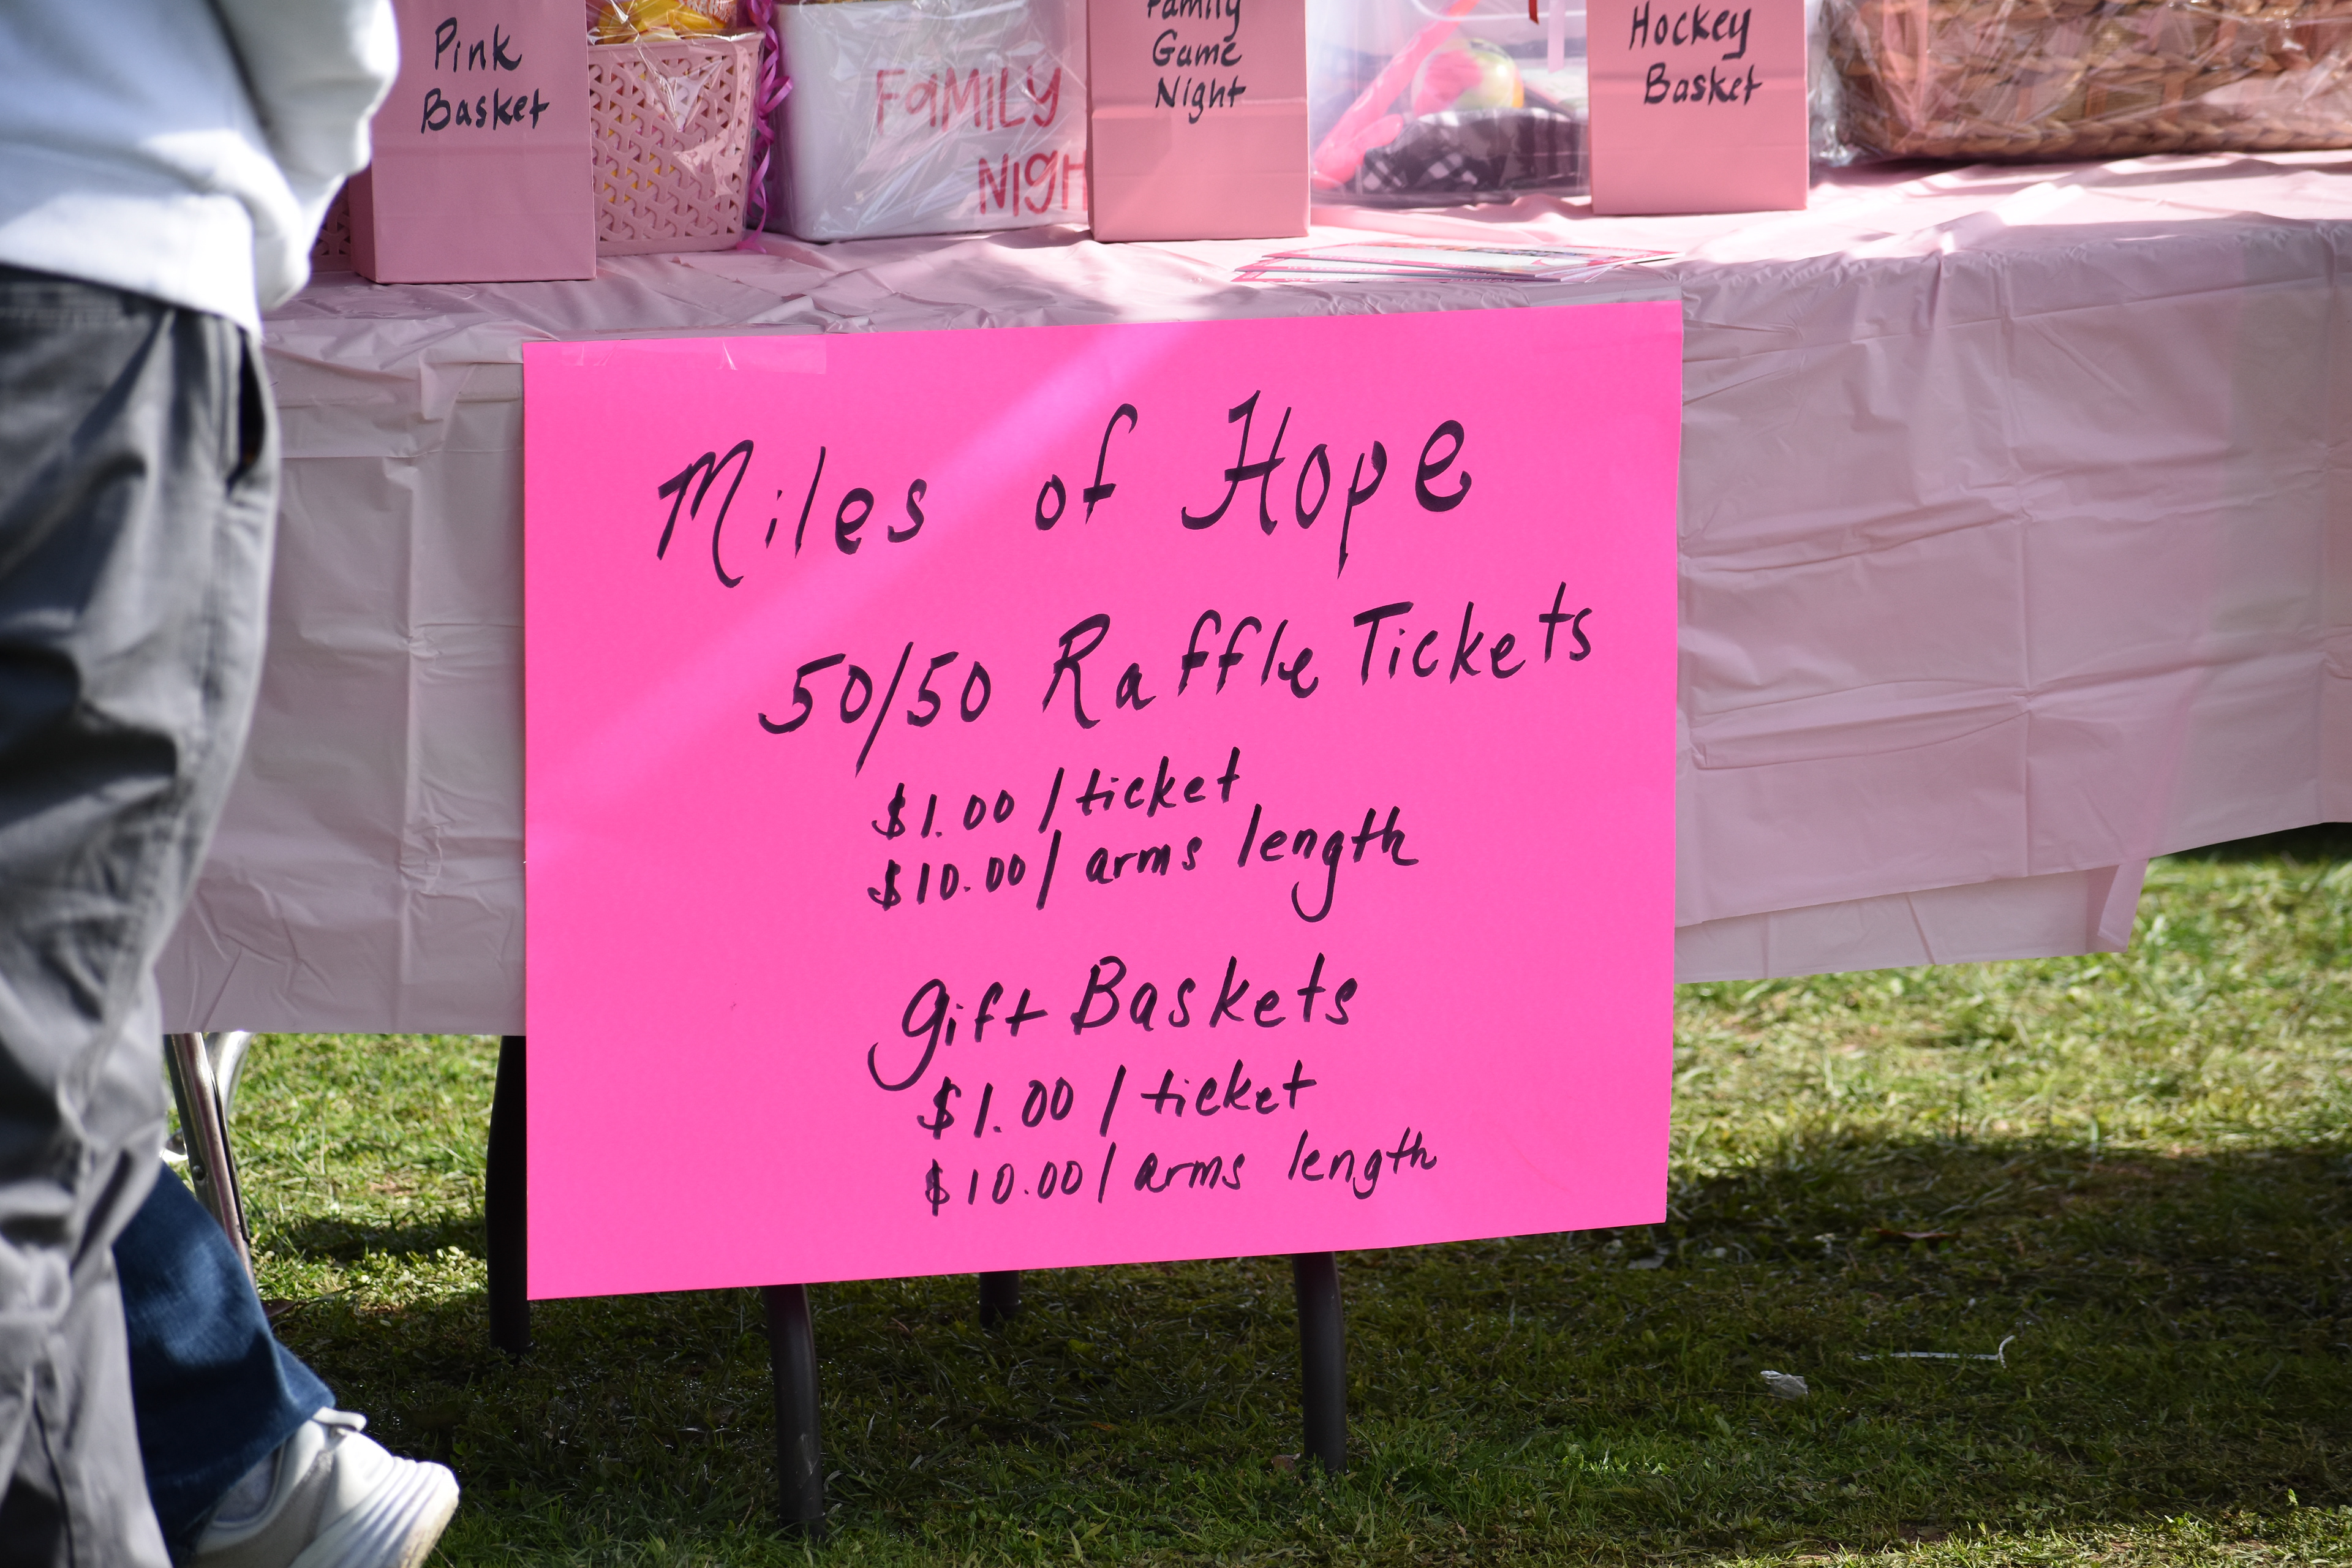 Pink
Basket
FAMILY
NIGH
Family
Game
Night
Hockey
Basket
Miles of Hope
50/50 Raffle Tickets
$1.00/ticket
$10.00/arms length
Gift Baskets
$1.00/ticket
$10.00/arms length